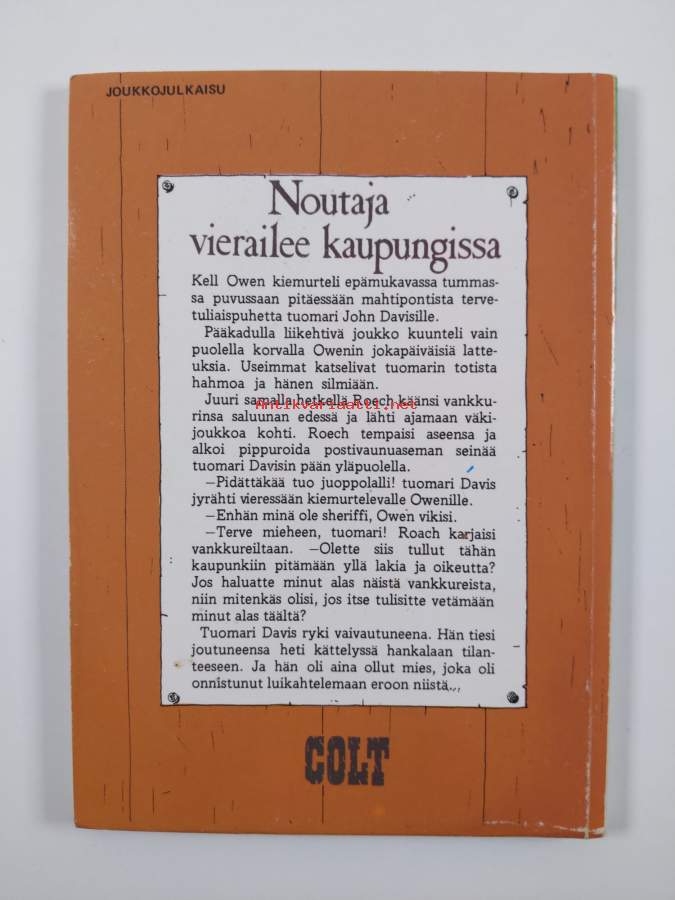 JOUKKOJULKAISU
Noutaja
vierailee kaupungissa
Kell Owen kiemurteli epämukavassa tummas-
sa puvussaan pitäessään mahtipontista terve-
tuliaispuhetta tuomari John Davisille.
Pääkadulla liikehtivä joukko kuunteli vain
puolella korvalla Owenin jokapäiväisiä latte-
uksia. Useimmat katselivat tuomarin totista
hahmoa ja hänen silmiään.
Juuri samalla hetkellä Roech käänsi vankku-
rinsa saluunan edessä ja lähti ajamaan väki-
Antikvariaatti.net
joukkoa kohti. Roech tempaisi aseensa ja
alkoi pippuroida postivaunuaseman seinää
tuomari Davisin pään yläpuolella.
—Pidättäkää tuo juoppolalli! tuomari Davis
jyrähti vieressään kiemurtelevalle Owenille.
—Enhän minä ole sheriffi, Owen vikisi.
—Terve mieheen, tuomari! Roach karjaisi
vankkureiltaan. —Olette siis tullut tähän
kaupunkiin pitämään yllä lakia ja oikeutta?
Jos haluatte minut alas näistä vankkureista,
niin mitenkäs olisi, jos itse tulisitte vetämään
minut alas täältä?
Tuomari Davis ryki vaivautuneena. Hän tiesi
joutuneensa heti kättelyssä hankalaan tilan-
teeseen. Ja hän oli aina ollut mies, joka oli
onnistunut luikahtelemaan eroon niistä...
COLT